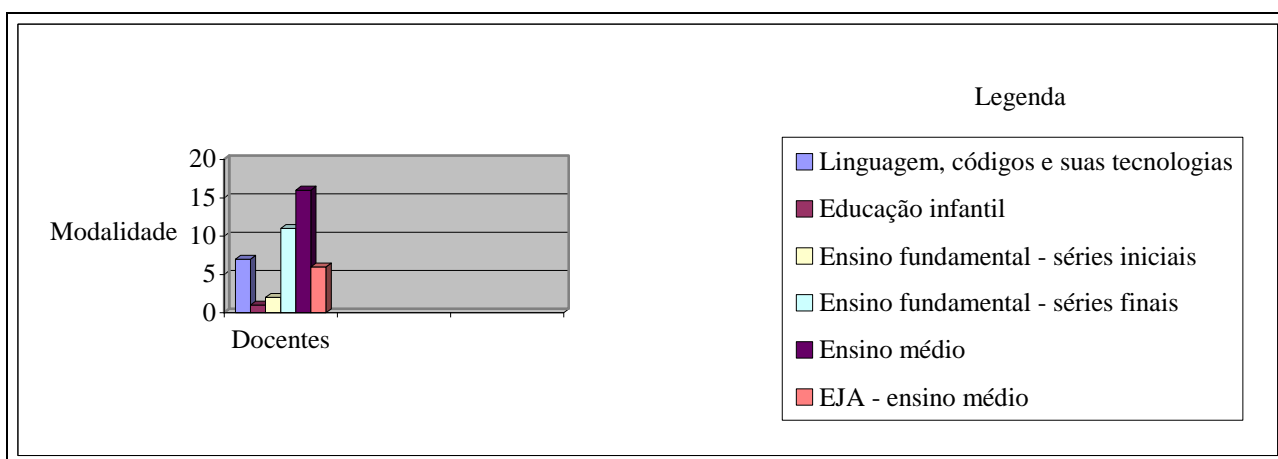 Legenda
20
15
Modalidade 10
5
0
Docentes
Linguagem, códigos e suas tecnologias
Educação infantil
Ensino fundamental - séries iniciais
Ensino fundamental - séries finais
Ensino médio
EJA - ensino médio